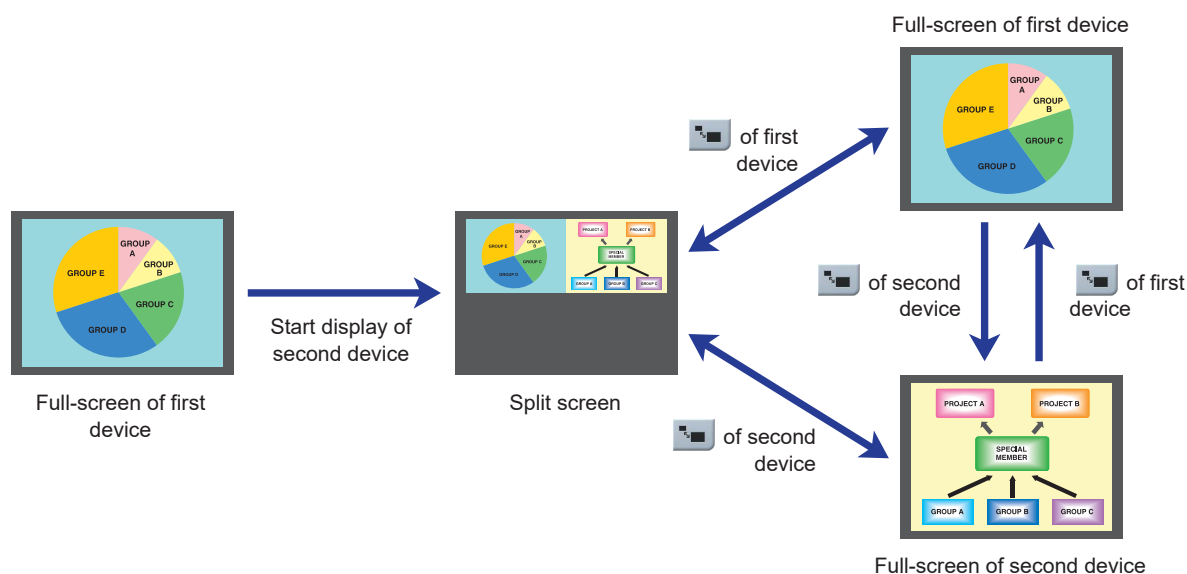 Full-screen of first device
GROUP
A
GROUP
B
GROUP C
GROUP D
GROUP E
of first
device
GROUP
A
GROUP
B
GROUP C
GROUP D
GROUP E
Full-screen of first
device
Start display of
second device
GROUP
A
GROUP
B
GROUP C
GROUP D
GROUP E
PROJECT A
PROJECT B
SPECIAL
MEMBER
GROUP A
GROUP B
GROUP C
Split screen
of second
device
of first
device
of second
device
PROJECT A
PROJECT B
SPECIAL
MEMBER
GROUP A
GROUP B
GROUP C
Full-screen of second device